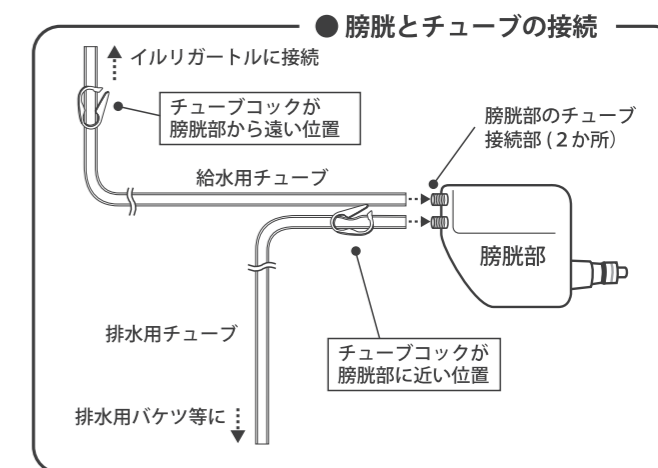 ● 膀胱とチューブの接続
イルリガートルに接続
チューブコックが
膀胱部から遠い位置
膀胱部のチューブ
接続部(２か所）
給水用チューブ
膀胱部
排水用チューブ
チューブコックが
膀胱部に近い位置
排水用バケツ等に